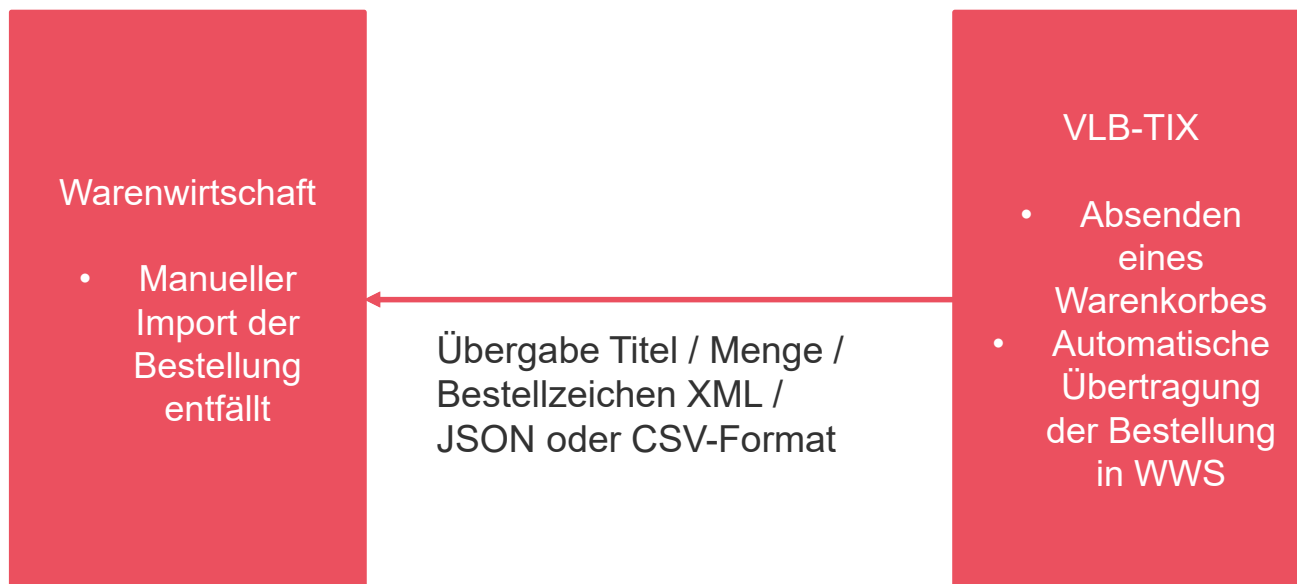 Warenwirtschaft
• Manueller
Import der
Bestellung
entfällt
Übergabe Titel / Menge /
Bestellzeichen XML /
JSON oder CSV-Format
VLB-TIX
• Absenden
eines
Warenkorbes
• Automatische
Übertragung
der Bestellung
in WWS